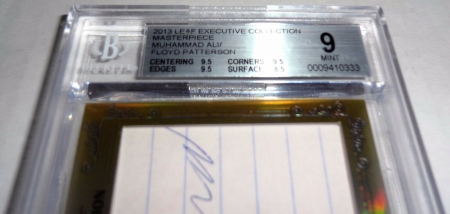 2013 LEAF EXECUTIVE COLLECTION
MASTERPIECE
MUHAMMAD ALI/
FLOYD PATTERSON
CENTERING 9.5 CORNERS 9.5
EDGES 9.5 SURFACE 8.5
9
MINT
0009410333
B
BECKETT